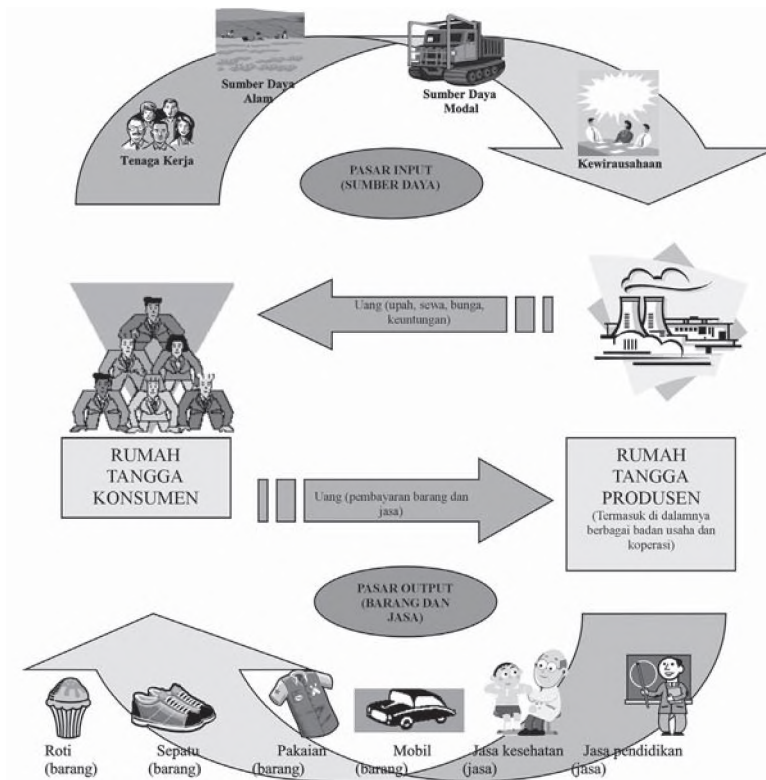 Sumber Daya
Alam
Sumber Daya
Modal
Tenaga Kerja
Kewirausahaan
PASAR INPUT
(SUMBER DAYA)
Uang (upah, sewa, bunga,
keuntungan)
RUMAH
TANGGA
KONSUMEN
RUMAH
TANGGA
PRODUSEN
(Termasuk di dalamnya
berbagai badan usaha dan
koperasi)
Uang (pembayaran barang dan
jasa)
PASAR OUTPUT
(BARANG DAN
JASA)
Roti
(barang)
Sepatu
(barang)
Pakaian
(barang)
Mobil
(barang)
Jasa kesehatan
(jasa)
Jasa pendidikan
(jasa)